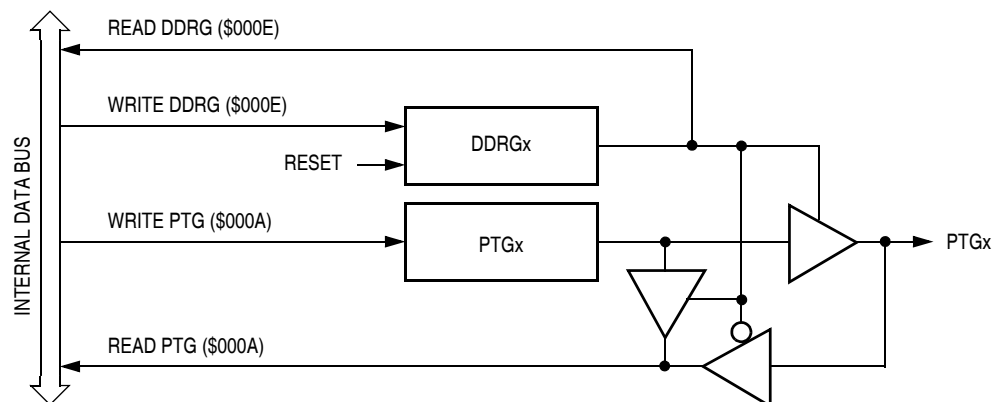 READ DDRG ($000E)
WRITE DDRG ($000E)
DDRGx
RESET
INTERNAL DATA BUS
WRITE PTG ($000A)
PTGx
PTGx
READ PTG ($000A)